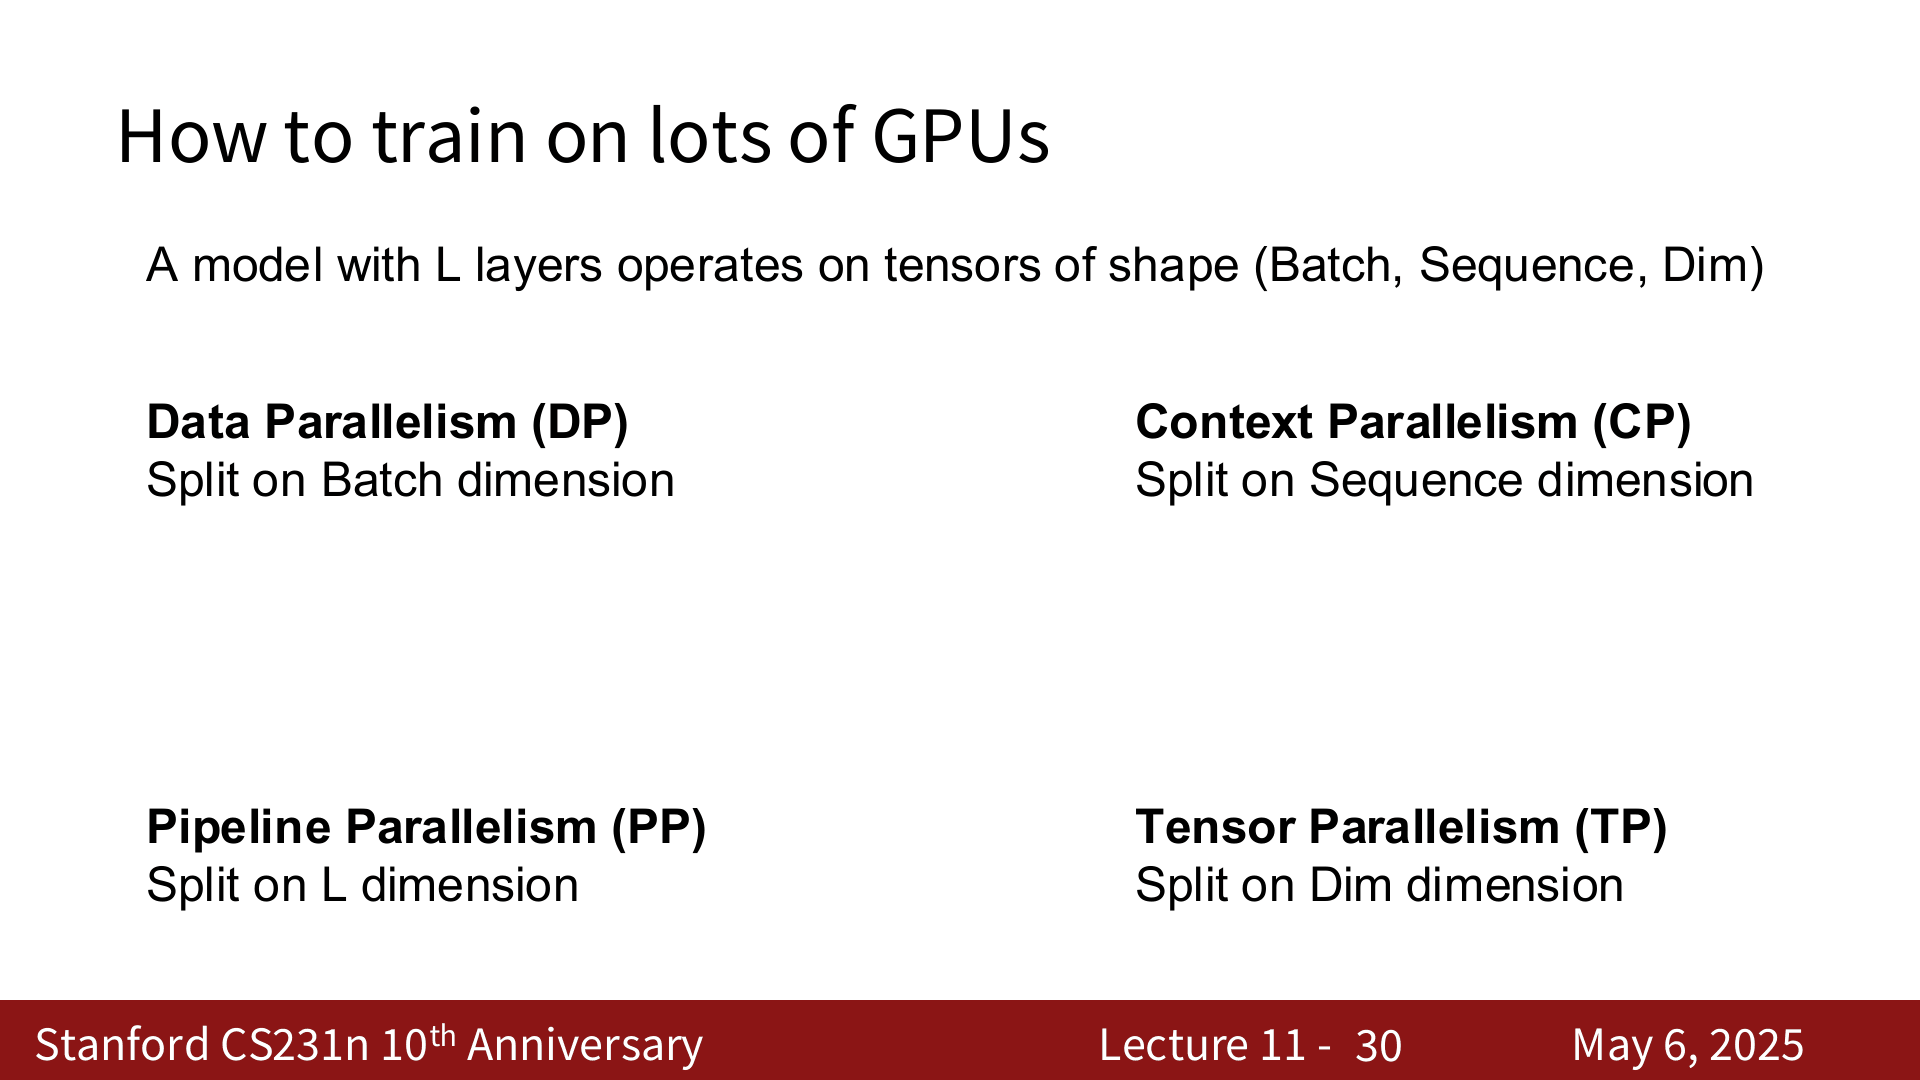 How to train on lots of GPUs
A model with L layers operates on tensors of shape (Batch, Sequence, Dim)
Data Parallelism (DP)
Split on Batch dimension
Context Parallelism (CP)
Split on Sequence dimension
Pipeline Parallelism (PP)
Split on L dimension
Tensor Parallelism (TP)
Split on Dim dimension
Stanford CS231n 10th Anniversary
Lecture 11 - 30
May 6, 2025